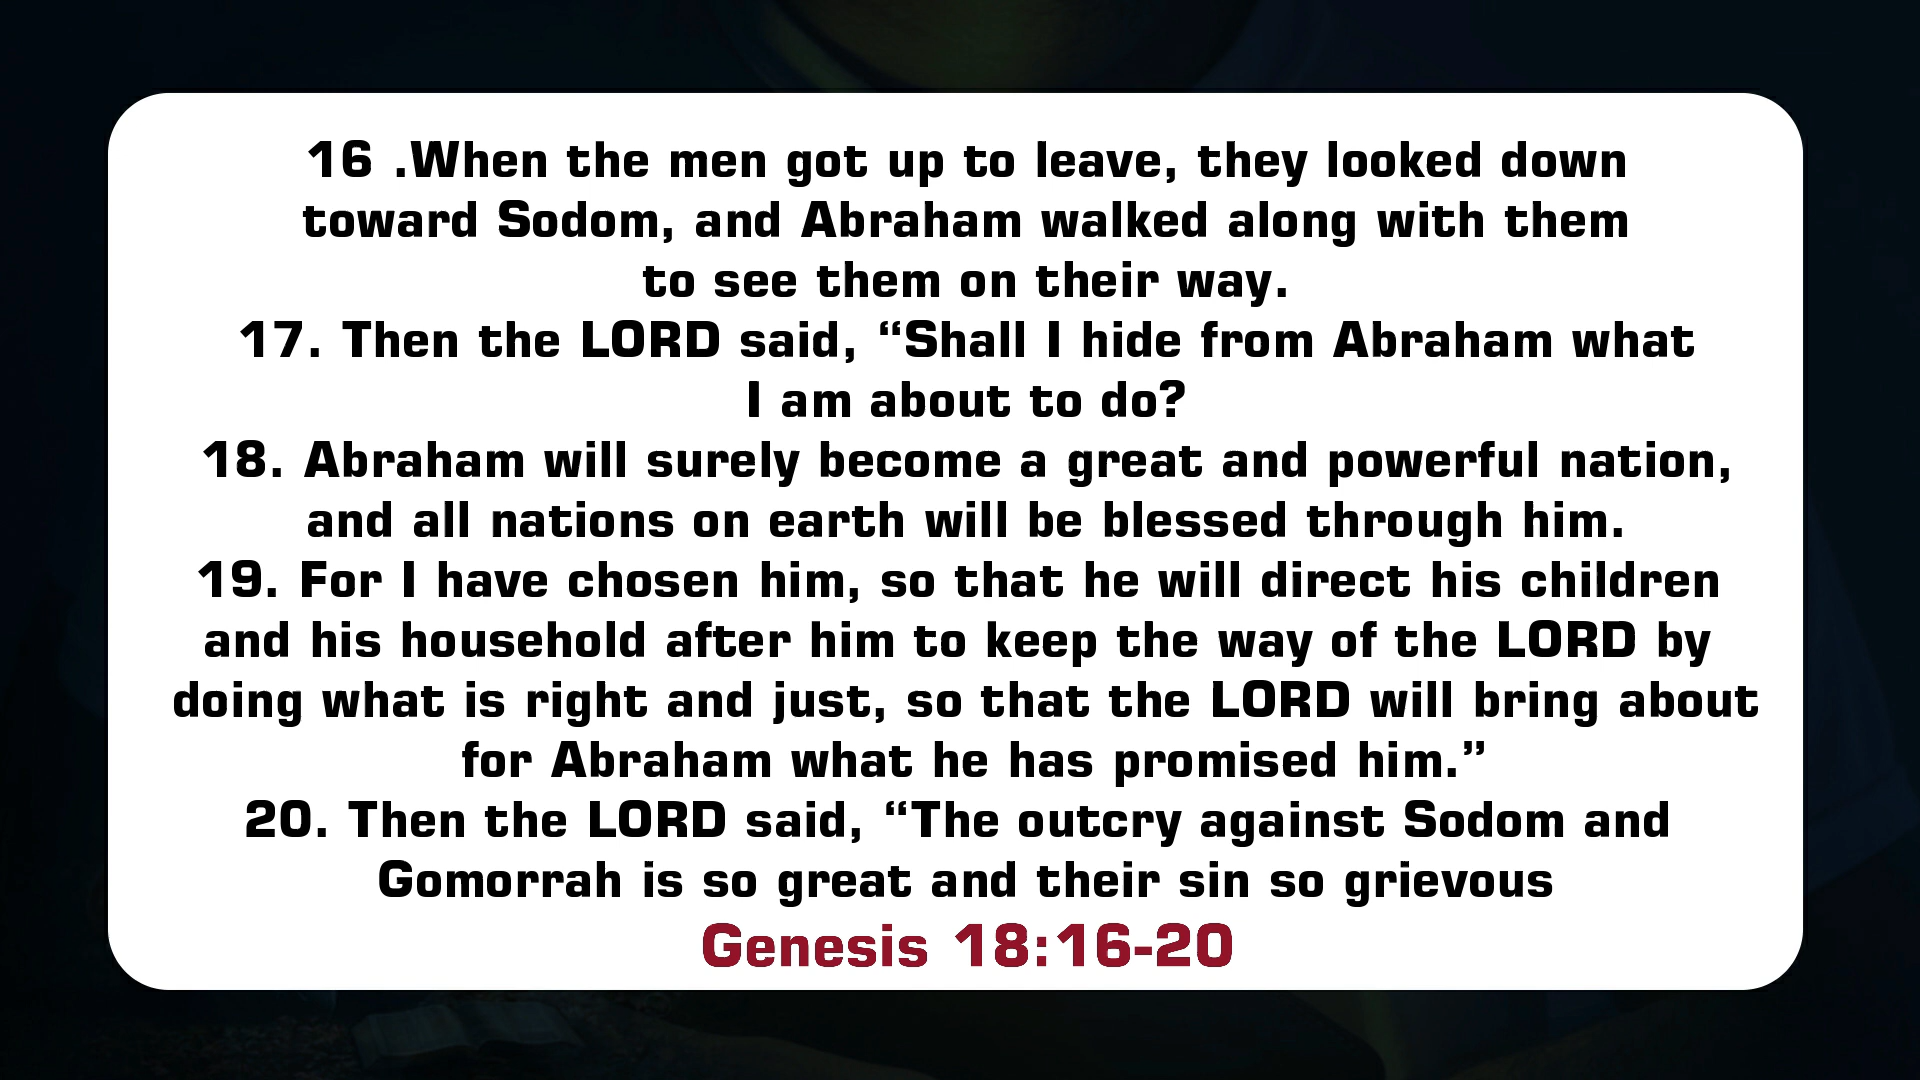 16 .When the men got up to leave, they looked down
toward Sodom, and Abraham walked along with them
to see them on their way.
17. Then the LORD said, “Shall I hide from Abraham what
I am about to do?
18. Abraham will surely become a great and powerful nation,
and all nations on earth will be blessed through him.
19. For I have chosen him, so that he will direct his children
and his household after him to keep the way of the LORD by
doing what is right and just, so that the LORD will bring about
for Abraham what he has promised him.”
20. Then the LORD said, “The outcry against Sodom and
Gomorrah is so great and their sin so grievous
Genesis 18:16-20